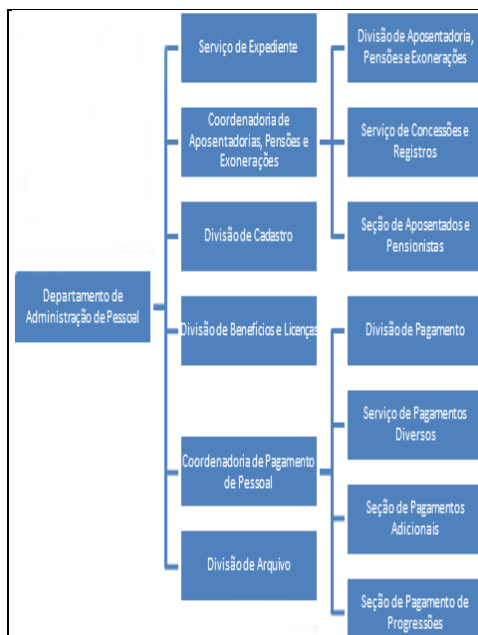 Departamento de
Administração de Pessoal
Serviço de Expediente
Coordenadoria de
Aposentadorias, Pensões e
Exonerações
Divisão de Aposentadoria,
Pensões e Exonerações
Serviço de Concessões e
Registros
Seção de Aposentados e
Pensionistas
Divisão de Cadastro
Divisão de Benefícios e Licenças
Coordenadoria de Pagamento
de Pessoal
Divisão de Pagamento
Serviço de Pagamentos
Diversos
Seção de Pagamentos
Adicionais
Seção de Pagamento de
Progressões
Divisão de Arquivo